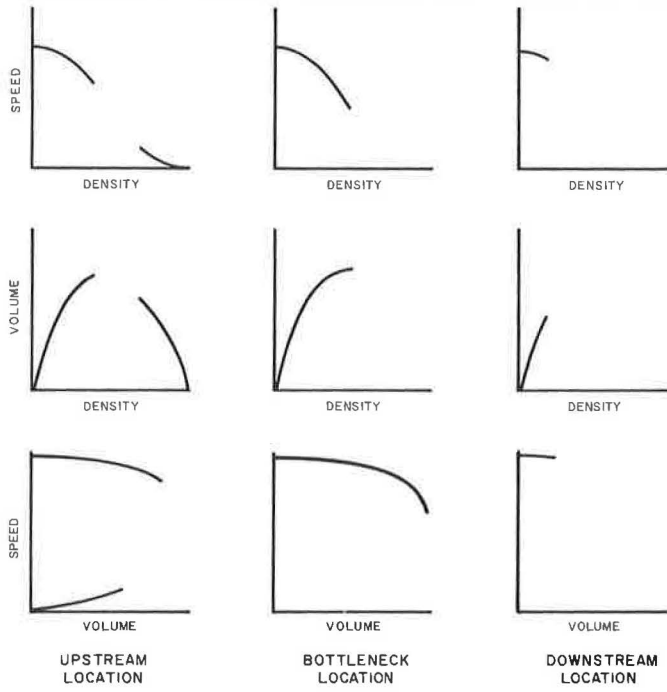 SPEED
DENSITY
DENSITY
DENSITY
VOLUME
DENSITY
DENSITY
DENSITY
SPEED
VOLUME
VOLUME
VOLUME
UPSTREAM
LOCATION
BOTTLENECK
LOCATION
DOWNSTREAM
LOCATION